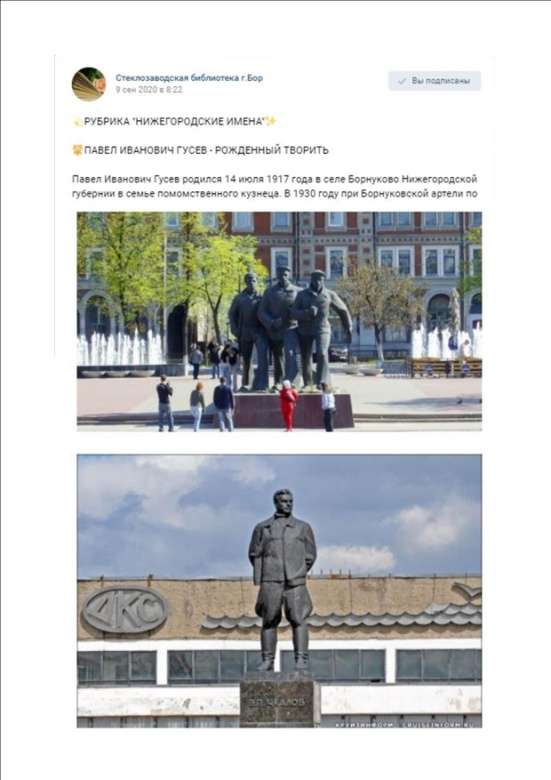 Стеклозаводская библиотека г.Бор
9 сен 2020 в 8:22
Вы подписаны
РУБРИКА "НИЖЕГОРОДСКИЕ ИМЕНА"
ПАВЕЛ ИВАНОВИЧ ГУСЕВ - РОЖДЕННЫЙ ТВОРИТЬ
Павел Иванович Гусев родился 14 июля 1917 года в селе Борнуково Нижегородской
губернии в семье помомственного кузнеца. В 1930 году при Борнуковской артели по
ДКС
В.П. ЧКАЛОВ
КРУИЗИНФОРМ - CRUISEINFORM.RU